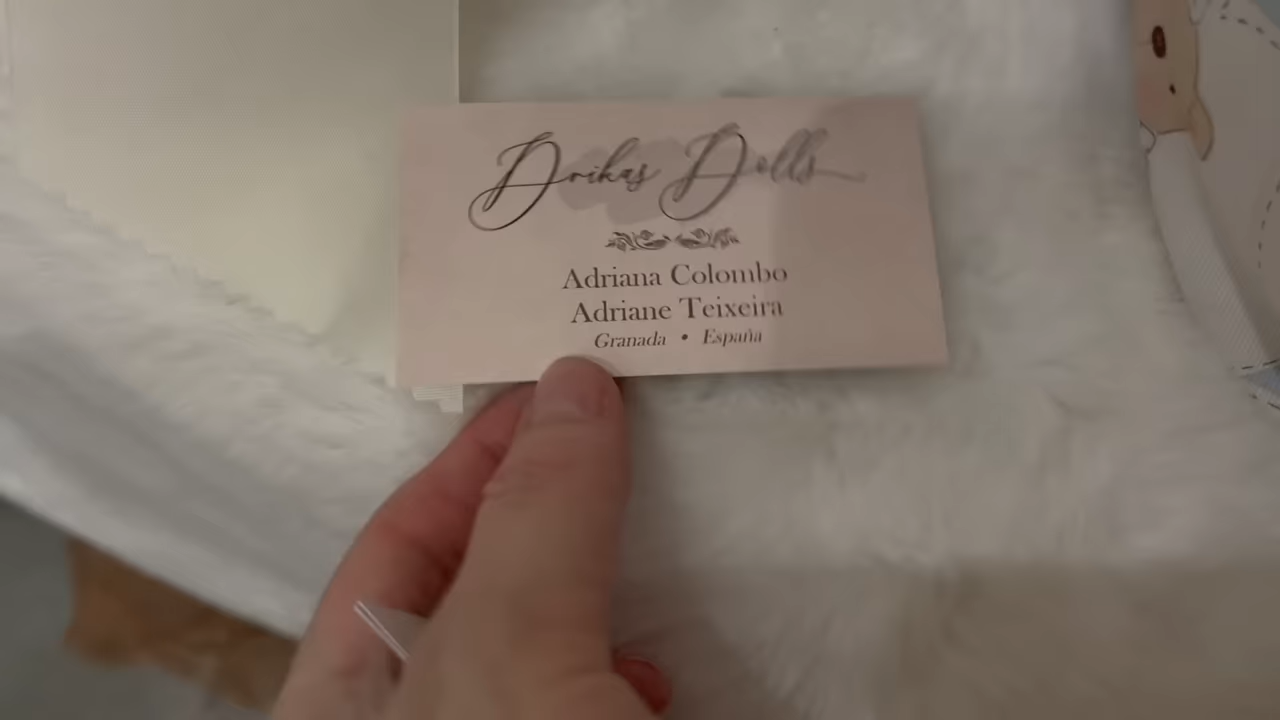 Drikas Dolls
Adriana Colombo
Adriane Teixeira
Granada • España